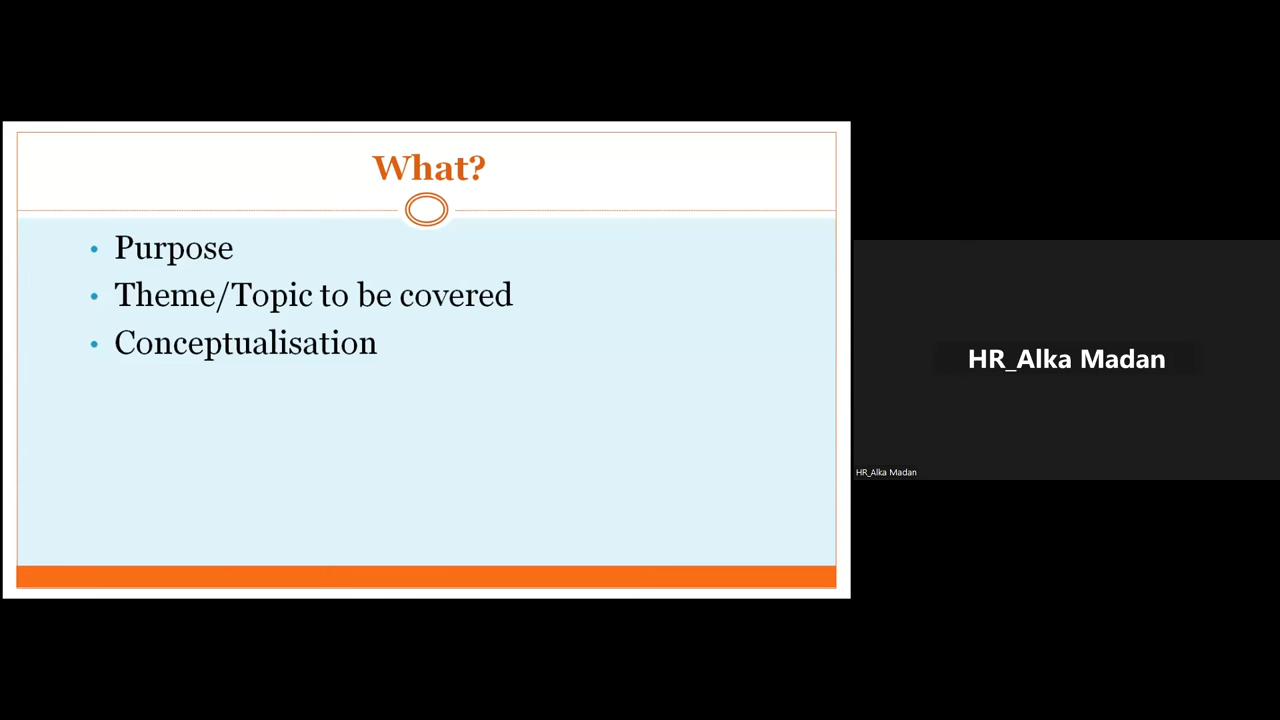 What?
• Purpose
• Theme/Topic to be covered
• Conceptualisation
HR_Alka Madan
HR_Alka Madan